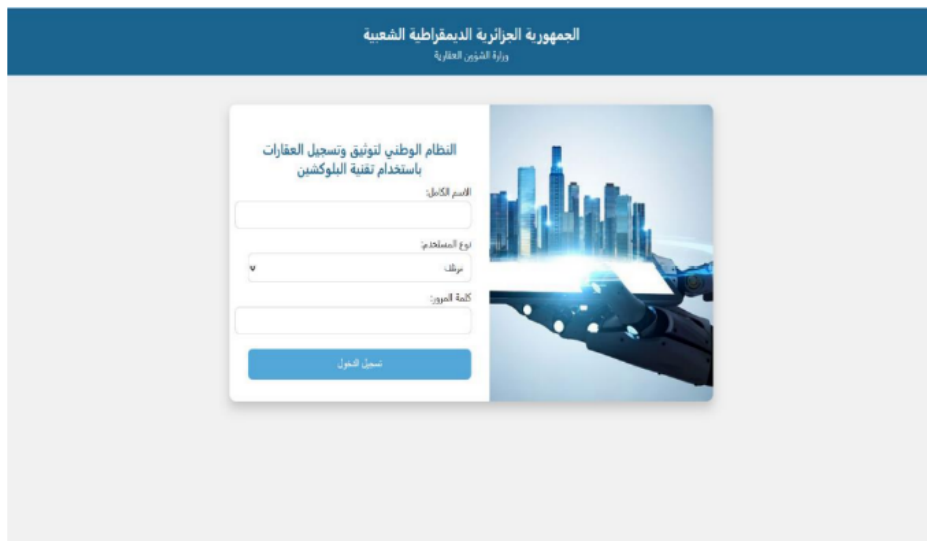 الجمهورية الجزائرية الديمقراطية الشعبية
وزارة الشؤون العقارية
النظام الوطني لتوثيق وتسجيل العقارات
باستخدام تقنية البلوكشين
الاسم الكامل:
نوع المستخدم:
كلمة المرور:
تسجيل الدخول